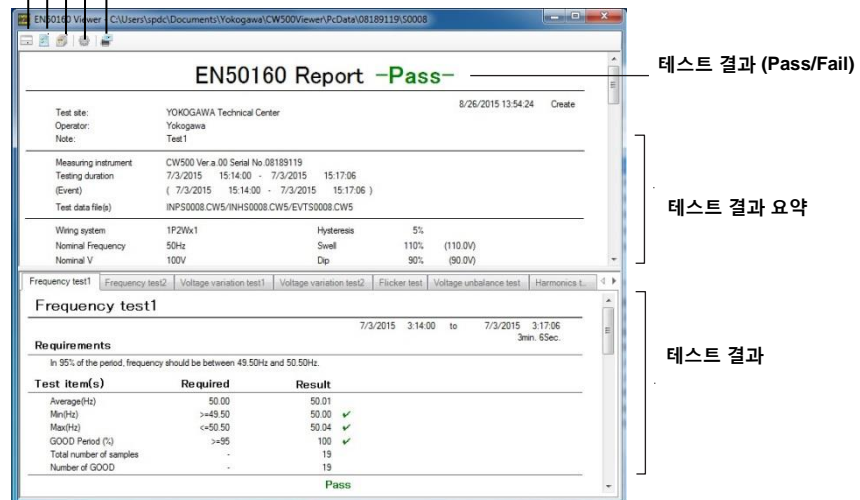 EN50160 Viewer - C:\Users\spdc\Documents\Yokogawa\CW500Viewer\PcData\08189119\S0008
EN50160 Report -Pass-
테스트 결과 (Pass/Fail)
8/26/2015 13:54:24 Create
Test site: YOKOGAWA Technical Center
Operator: Yokogawa
Note: Test1
Measuring instrument CW500 Ver.a.00 Serial No.08189119
Testing duration 7/3/2015 15:14:00 - 7/3/2015 15:17:06
(Event) ( 7/3/2015 15:14:00 - 7/3/2015 15:17:06 )
Test data file(s) INPS0008.CW5/INHS0008.CW5/EVTS0008.CW5
테스트 결과 요약
Wiring system 1P2Wx1 Hysteresis 5%
Nominal Frequency 50Hz Swell 110% (110.0V)
Nominal V 100V Dip 90% (90.0V)
Frequency test1 Frequency test2 Voltage variation test1 Voltage variation test2 Flicker test Voltage unbalance test Harmonics t..
Frequency test1
7/3/2015 3:14:00 to 7/3/2015 3:17:06
3min. 6Sec.
Requirements
In 95% of the period, frequency should be between 49.50Hz and 50.50Hz.
테스트 결과
Test item(s) Required Result
Average(Hz) 50.00 50.01
Min(Hz) >=49.50 50.00 ✔
Max(Hz) <=50.50 50.04 ✔
GOOD Period (%) >=95 100 ✔
Total number of samples - 19
Number of GOOD - 19
Pass